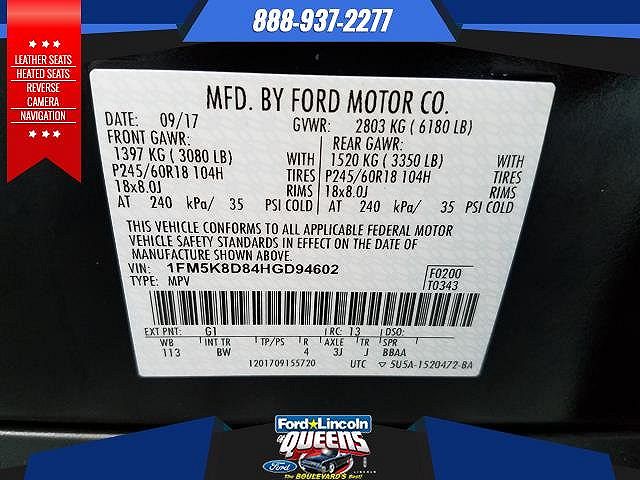 888-937-2277
LEATHER SEATS
HEATED SEATS
REVERSE
CAMERA
NAVIGATION
MFD. BY FORD MOTOR CO.
DATE: 09/17 GVWR: 2803 KG ( 6180 LB)
FRONT GAWR: REAR GAWR:
1397 KG ( 3080 LB) WITH 1520 KG ( 3350 LB) WITH
P245/60R18 104H TIRES P245/60R18 104H TIRES
18x8.0J RIMS 18x8.0J RIMS
AT 240 kPa/ 35 PSI COLD AT 240 kPa/ 35 PSI COLD
THIS VEHICLE CONFORMS TO ALL APPLICABLE FEDERAL MOTOR
VEHICLE SAFETY STANDARDS IN EFFECT ON THE DATE OF
MANUFACTURE SHOWN ABOVE.
VIN: 1FM5K8D84HGD94602
TYPE: MPV
F0200
T0343
EXT PNT: G1 RC: 13 DSO:
WB INT TR TP/PS R AXLE TR SPR
113 BW 4 3J J BBAA
1201709155720 UTC ▽ 5U5A-1520472-BA
Ford★Lincoln
OF QUEENS
Ford
LINCOLN
The BOULEVARD'S Best!